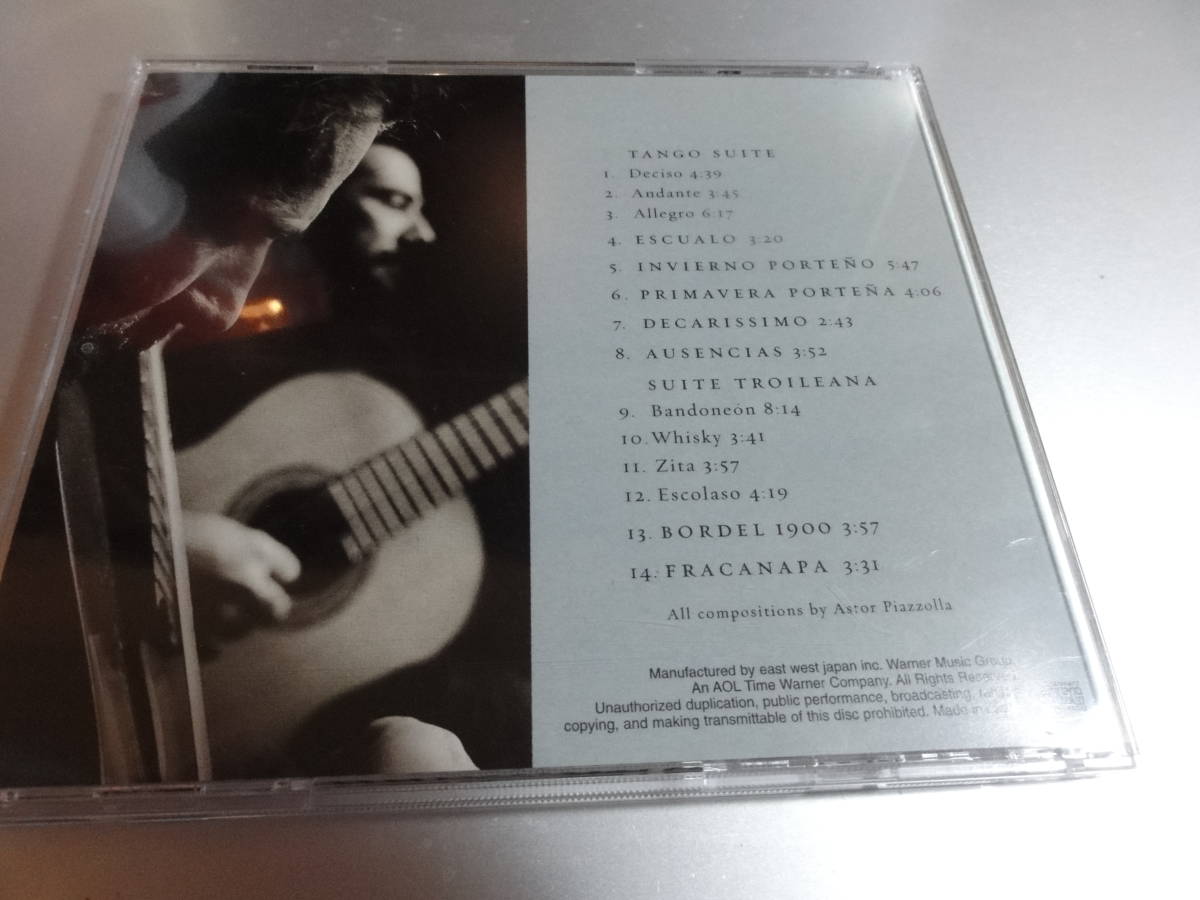 TANGO SUITE
1. Deciso 4:39
2. Andante 3:45
3. Allegro 6:17
4. ESCUALO 3:20
5. INVIERNO PORTEÑO 5:47
6. PRIMAVERA PORTEÑA 4:06
7. DECARISSIMO 2:43
8. AUSENCIAS 3:52
SUITE TROILEANA
9. Bandoneón 8:14
10. Whisky 3:41
11. Zita 3:57
12. Escolaso 4:19
13. BORDEL 1900 3:57
14. FRACANAPA 3:31
All compositions by Astor Piazzolla
Manufactured by east west japan inc. Warner Music Group,
An AOL Time Warner Company. All Rights Reserved.
Unauthorized duplication, public performance, broadcasting,
copying, and making transmittable of this disc prohibited. Made in